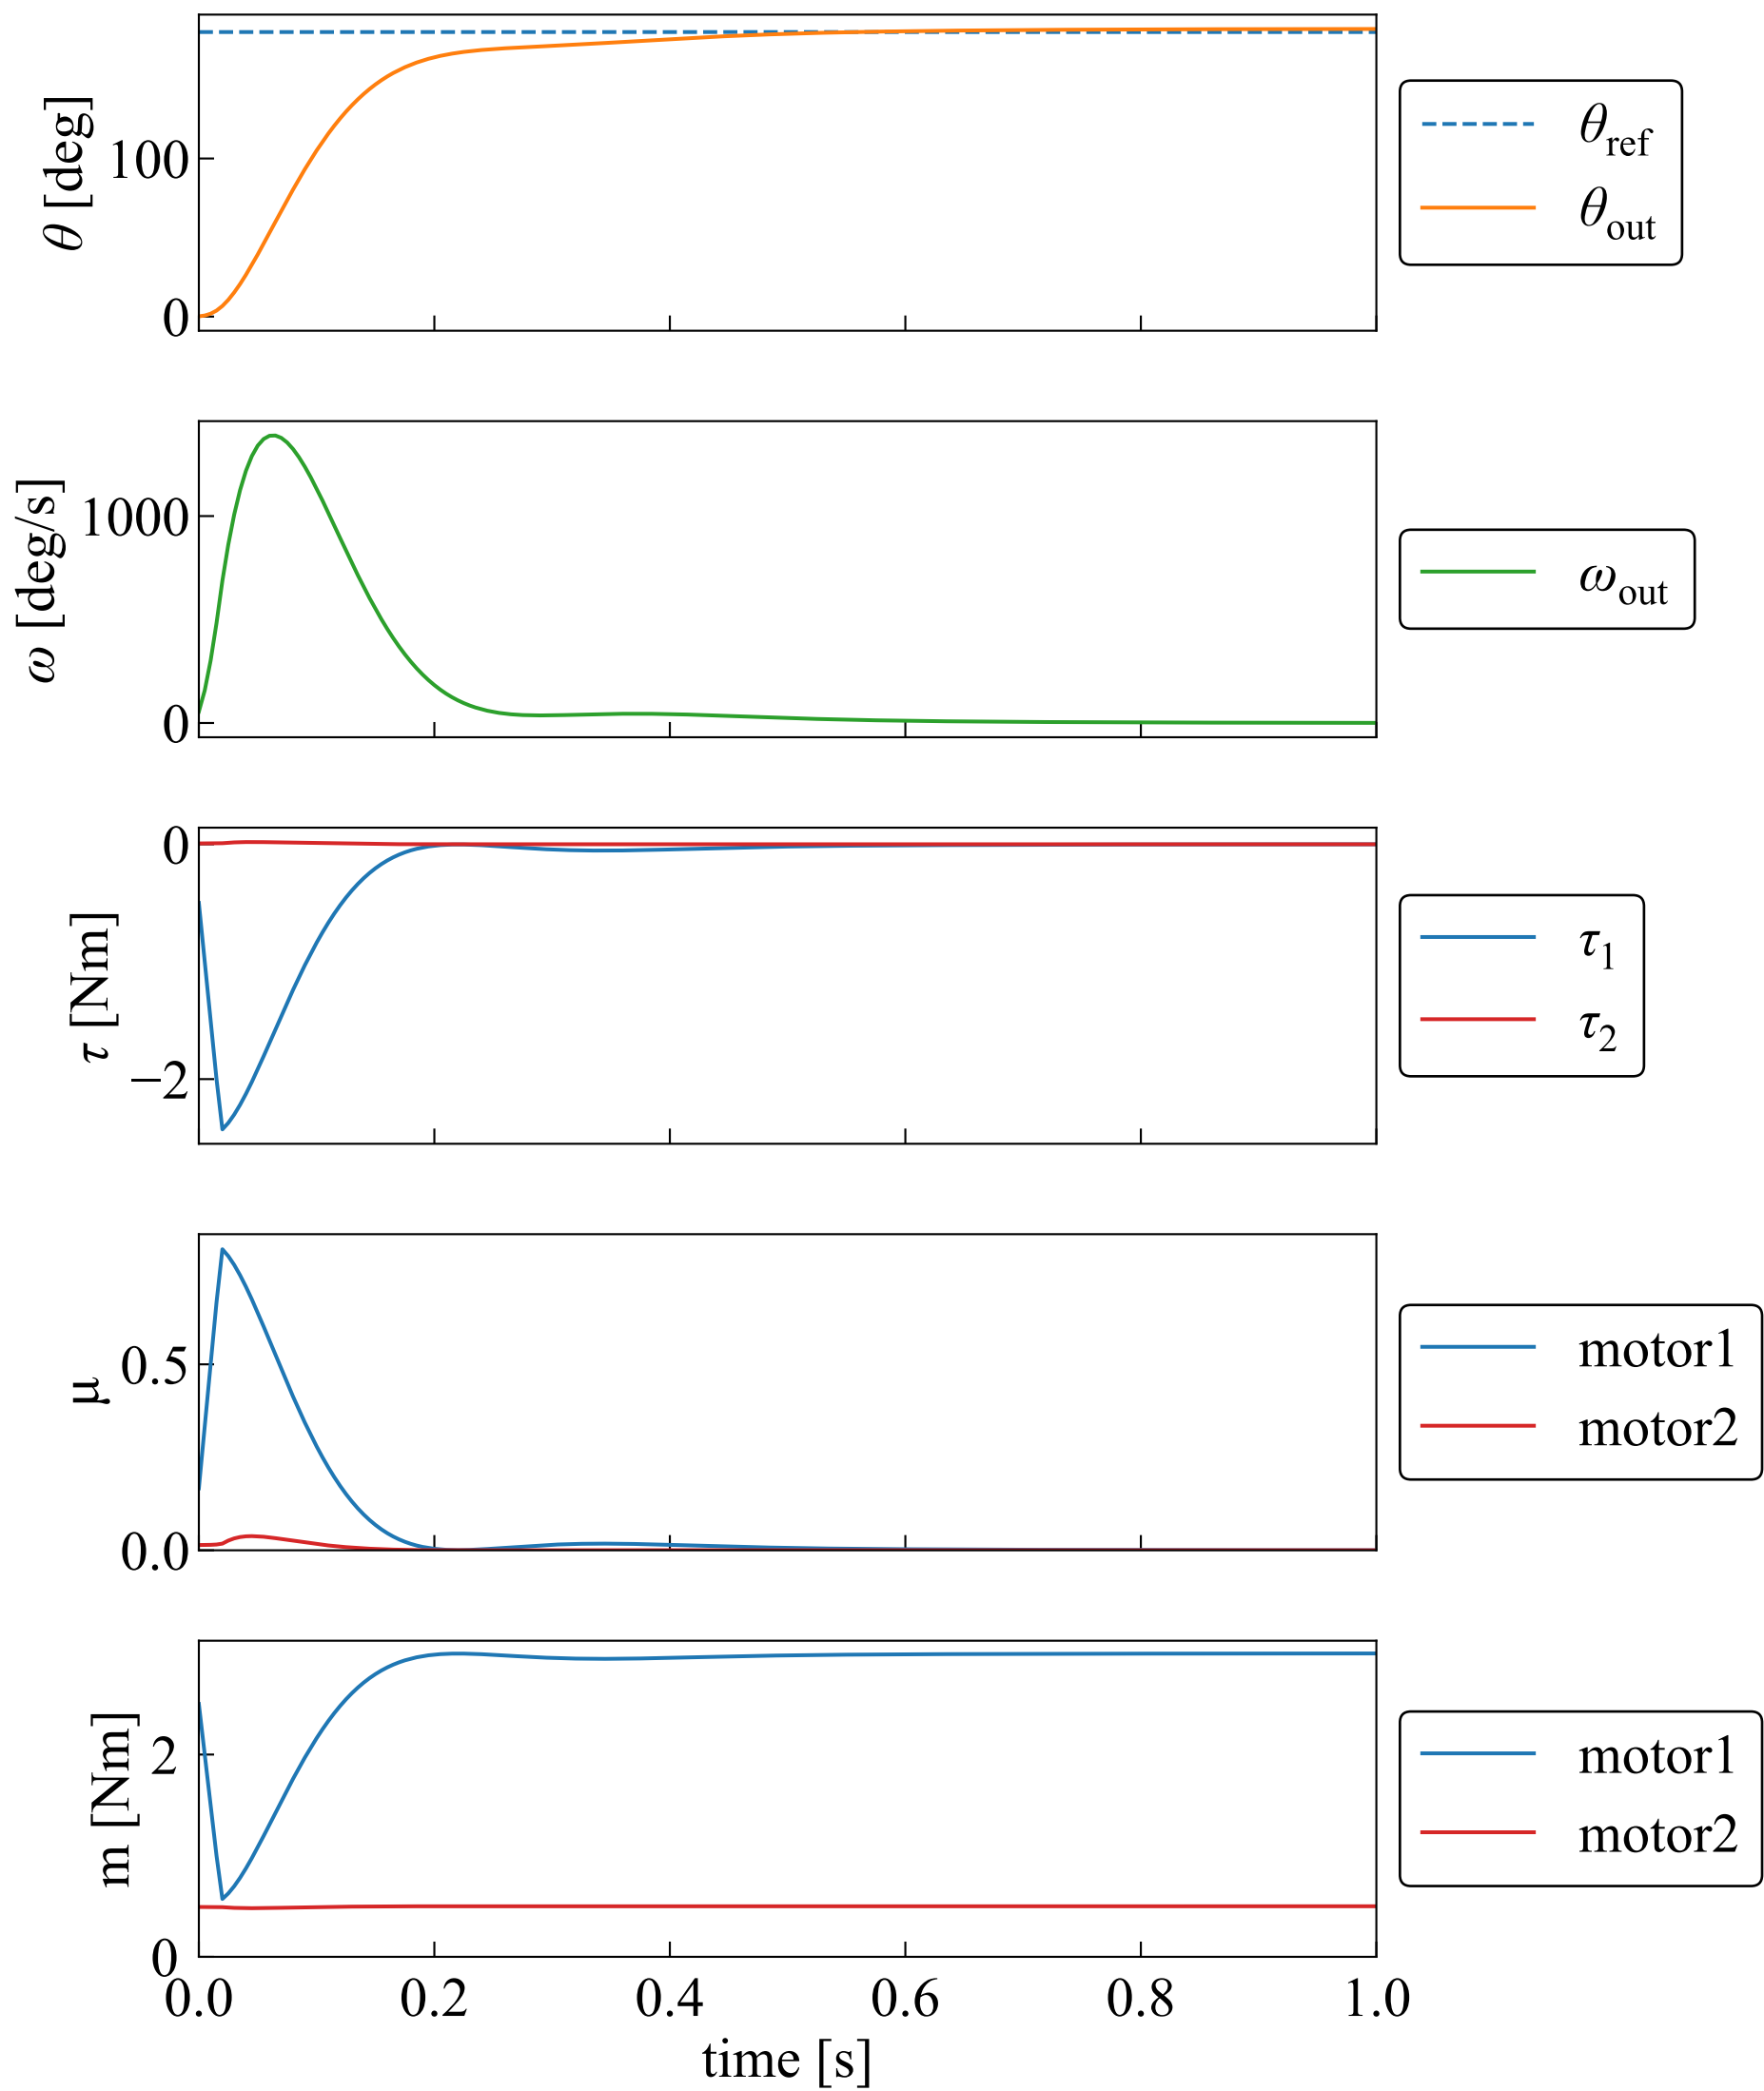 θ [deg]
100
0
θref
θout
ω [deg/s]
1000
0
ωout
τ [Nm]
0
−2
τ1
τ2
μ
0.5
0.0
motor1
motor2
m [Nm]
2
0
motor1
motor2
0.0 0.2 0.4 0.6 0.8 1.0
time [s]